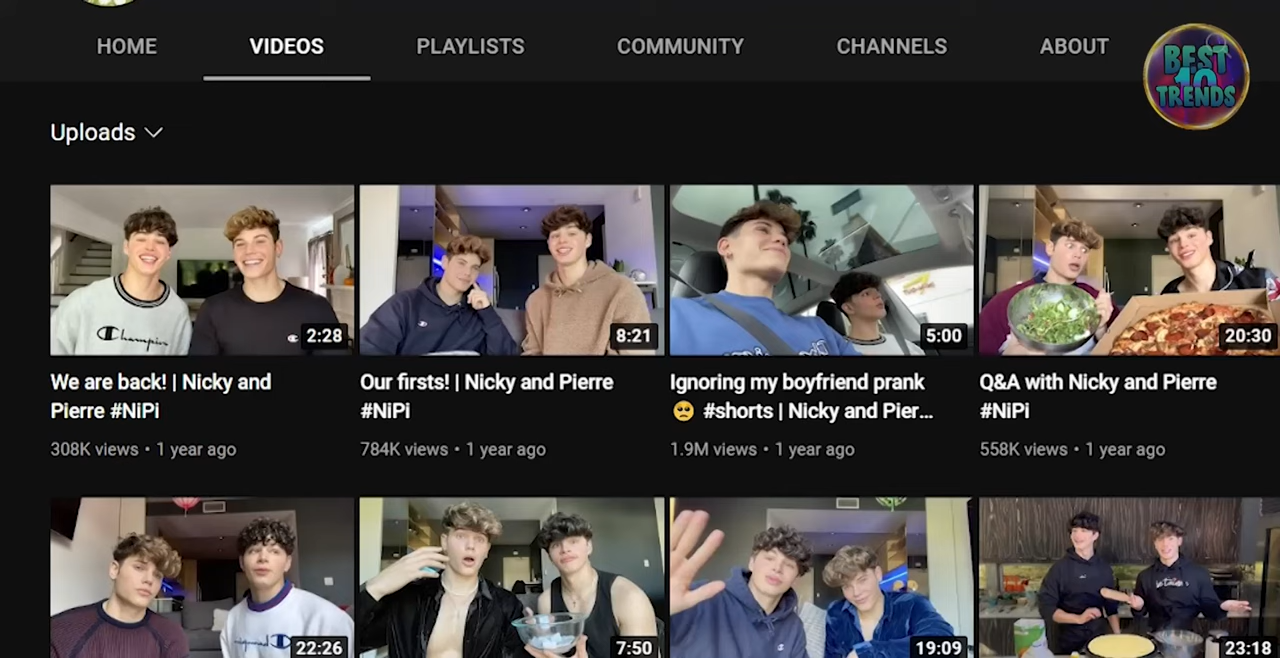 HOME VIDEOS PLAYLISTS COMMUNITY CHANNELS ABOUT
BEST
10
TRENDS
Uploads
Champion
2:28
8:21
5:00
20:30
We are back! | Nicky and
Pierre #NiPi
308K views • 1 year ago
Our firsts! | Nicky and Pierre
#NiPi
784K views • 1 year ago
Ignoring my boyfriend prank
🥺 #shorts | Nicky and Pier...
1.9M views • 1 year ago
Q&A with Nicky and Pierre
#NiPi
558K views • 1 year ago
22:26
7:50
19:09
23:18